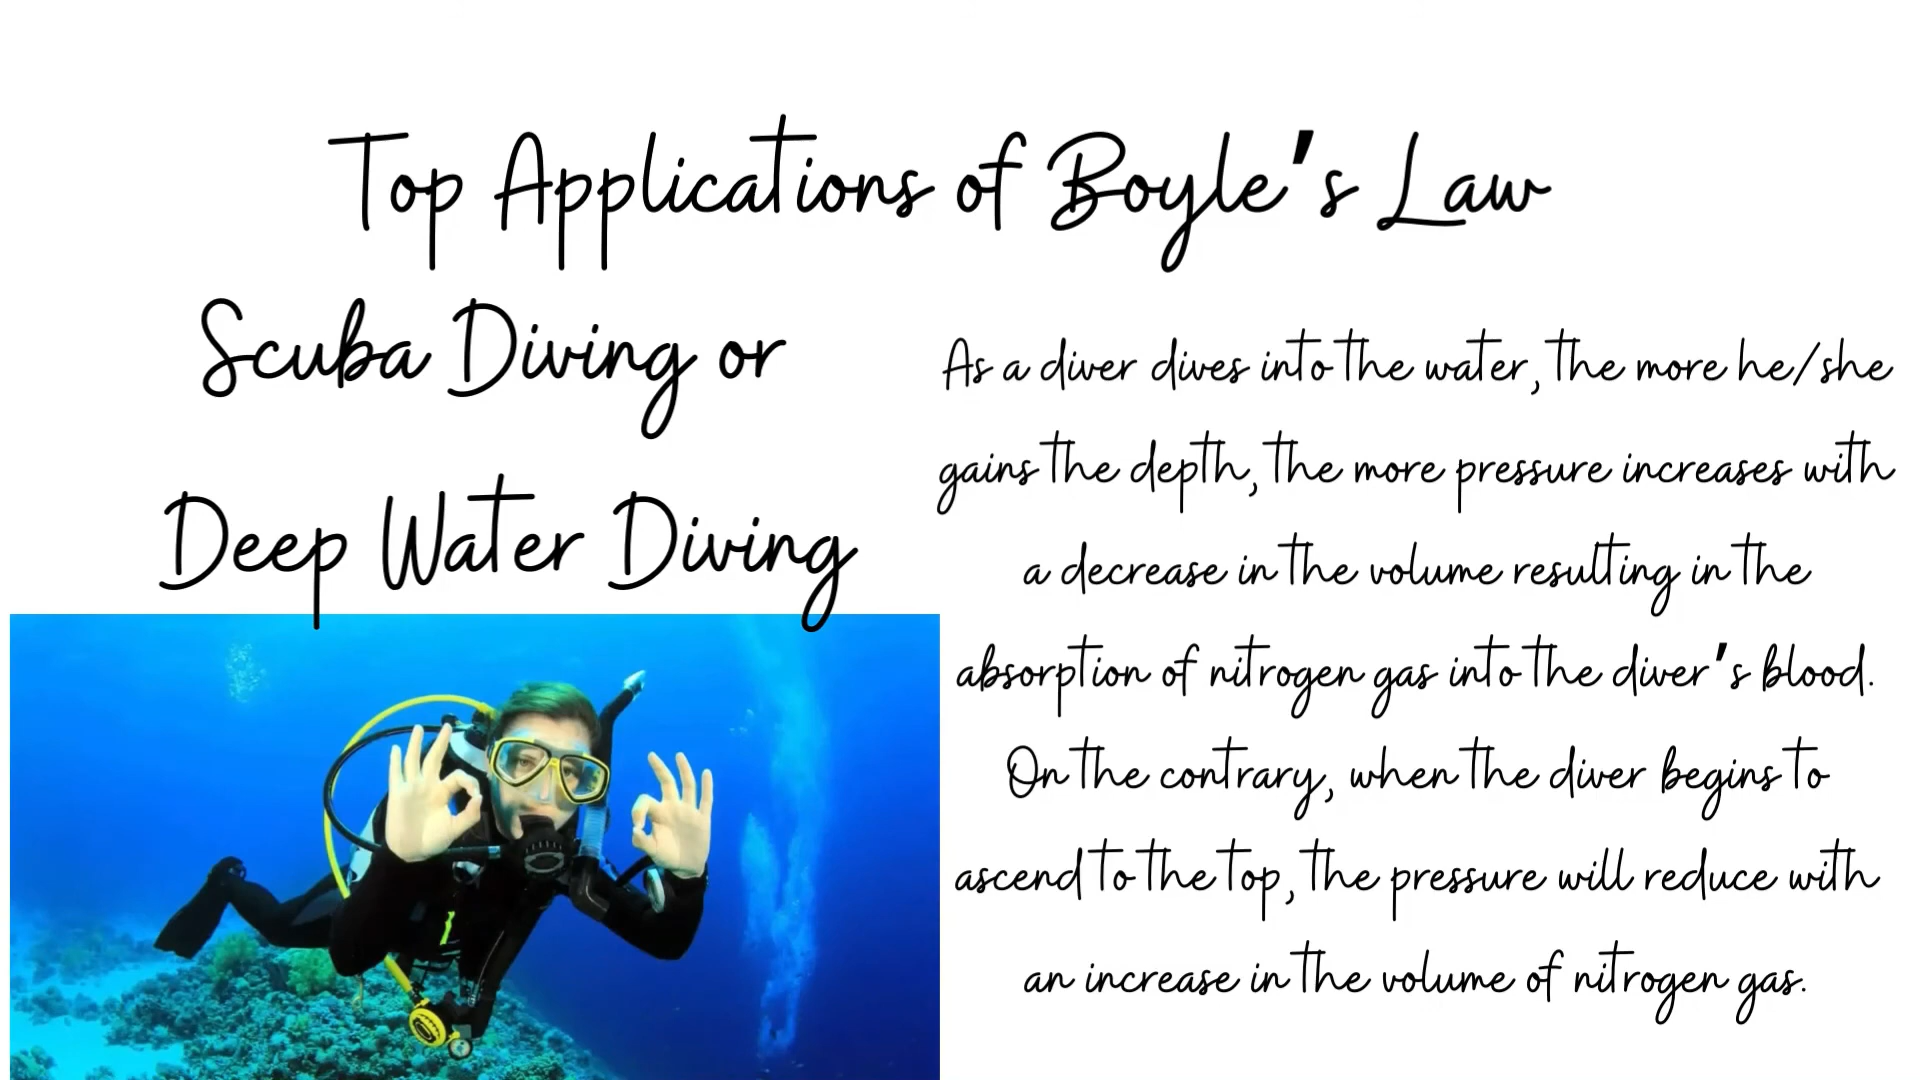 Top Applications of Boyle's Law
Scuba Diving or
Deep Water Diving
As a diver dives into the water, the more he/she
gains the depth, the more pressure increases with
a decrease in the volume resulting in the
absorption of nitrogen gas into the diver's blood.
On the contrary, when the diver begins to
ascend to the top, the pressure will reduce with
an increase in the volume of nitrogen gas.